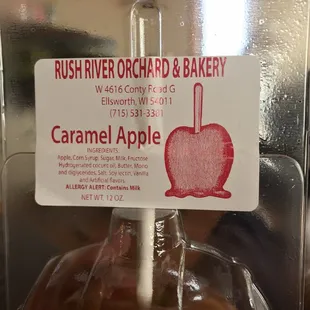 RUSH RIVER ORCHARD & BAKERY
W 4616 Conty Road G
Ellsworth, WI 54011
(715) 531-3381
Caramel Apple
INGREDIENTS:
Apple, Corn Syrup, Sugar, Milk, Fructose
Hydrogenated cocnut oil, Butter, Mono
and diglycerides, Salt, Soy lecitin, Vanilla
and Artificial flavors.
ALLERGY ALERT: Contains Milk
NET WT. 12 OZ.